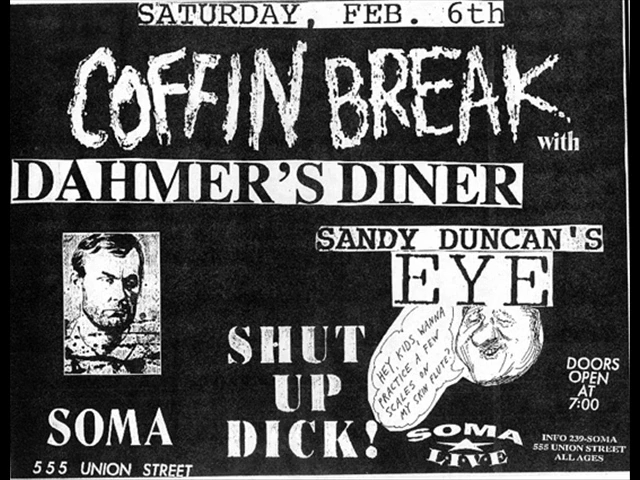 SATURDAY, FEB. 6th
COFFIN BREAK
with
DAHMER'S DINER
SANDY DUNCAN'S
EYE
SHUT
UP
DICK!
HEY, KIDS, WANNA
PRACTICE A FEW
SCALES ON
MY SKIN FLUTE?
DOORS
OPEN
AT
7:00
SOMA
555 UNION STREET
SOMA
LIVE
INFO 239-SOMA
555 UNION STREET
ALL AGES